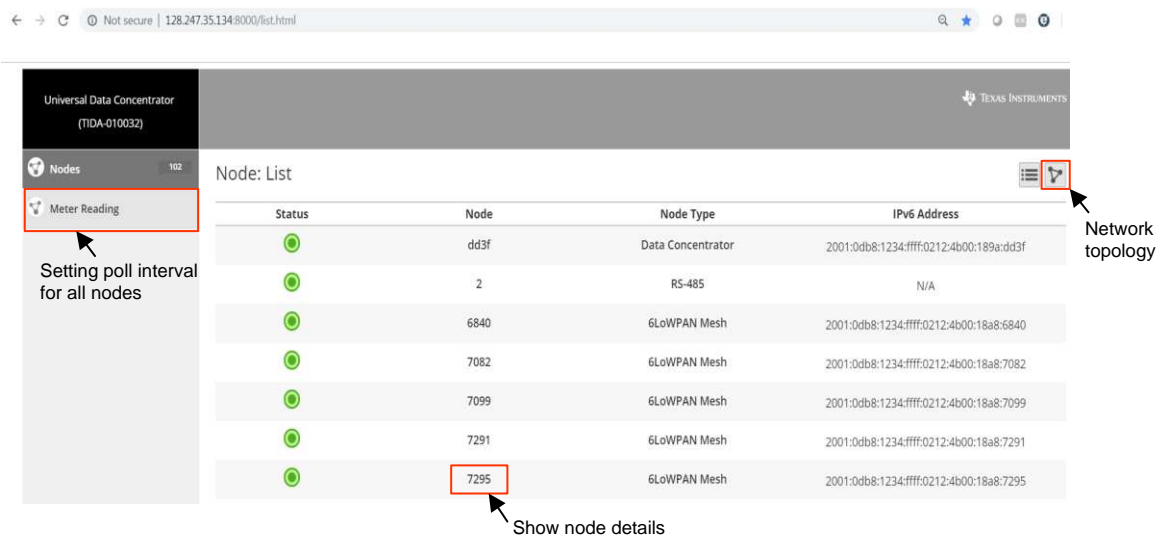 Not secure | 128.247.35.134:8000/list.html
Universal Data Concentrator
(TIDA-010032)
TEXAS INSTRUMENTS
Nodes 102
Meter Reading
Setting poll interval
for all nodes
Node: List
Network
topology
Status Node Node Type IPv6 Address
dd3f Data Concentrator 2001:0db8:1234:ffff:0212:4b00:189a:dd3f
2 RS-485 N/A
6840 6LoWPAN Mesh 2001:0db8:1234:ffff:0212:4b00:18a8:6840
7082 6LoWPAN Mesh 2001:0db8:1234:ffff:0212:4b00:18a8:7082
7099 6LoWPAN Mesh 2001:0db8:1234:ffff:0212:4b00:18a8:7099
7291 6LoWPAN Mesh 2001:0db8:1234:ffff:0212:4b00:18a8:7291
7295 6LoWPAN Mesh 2001:0db8:1234:ffff:0212:4b00:18a8:7295
Show node details